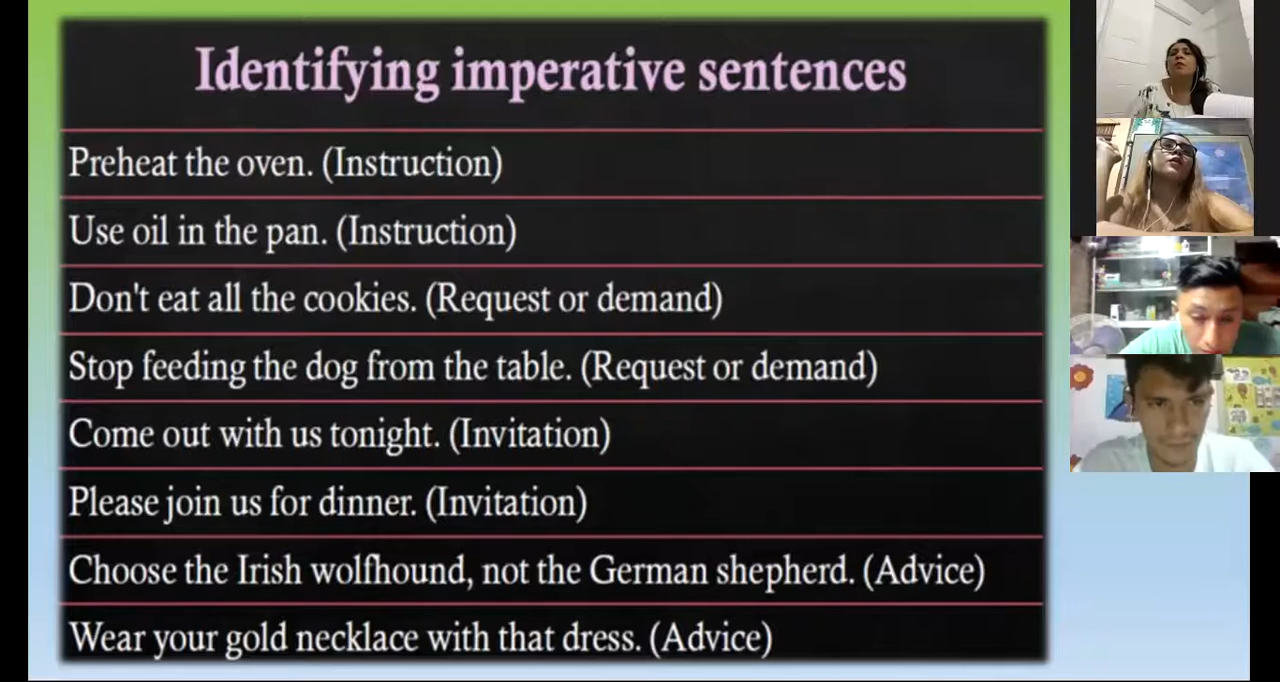 Identifying imperative sentences
Preheat the oven. (Instruction)
Use oil in the pan. (Instruction)
Don't eat all the cookies. (Request or demand)
Stop feeding the dog from the table. (Request or demand)
Come out with us tonight. (Invitation)
Please join us for dinner. (Invitation)
Choose the Irish wolfhound, not the German shepherd. (Advice)
Wear your gold necklace with that dress. (Advice)